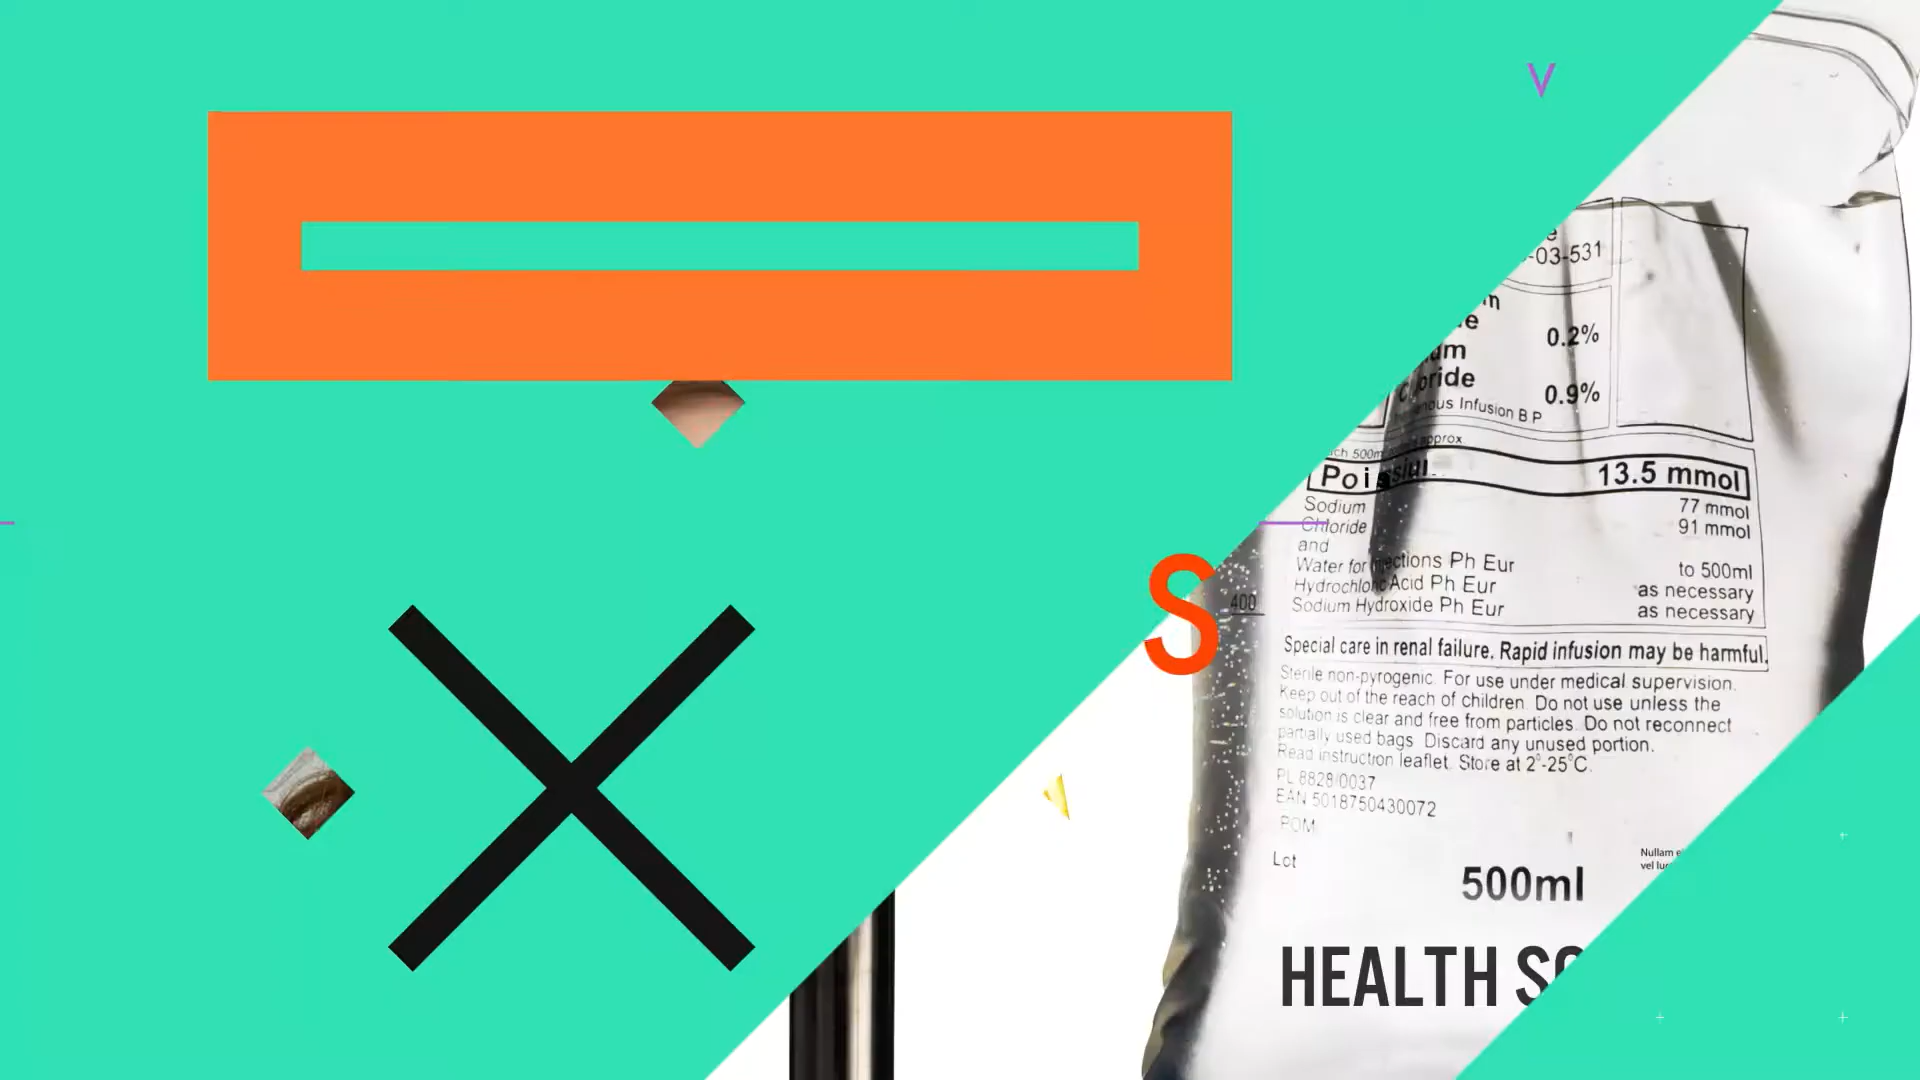 V
-03-531
0.2%
0.9%
Infusion B P
approx
13.5 mmol
Sodium 77 mmol
Chloride 91 mmol
and
Water for Ph Eur to 500ml
Acid Ph Eur as necessary
Sodium Hydroxide Ph Eur as necessary
S
400
Special care in renal failure. Rapid infusion may be harmful.
Sterile non-pyrogenic. For use under medical supervision.
Keep out of the reach of children. Do not use unless the
solution is clear and free from particles. Do not reconnect
partially used bags. Discard any unused portion.
Read instruction leaflet. Store at 2°-25°C.
PL 8828/0037
EAN 5018750430072
POM
Lot
Nullam
vel
500ml
HEALTH